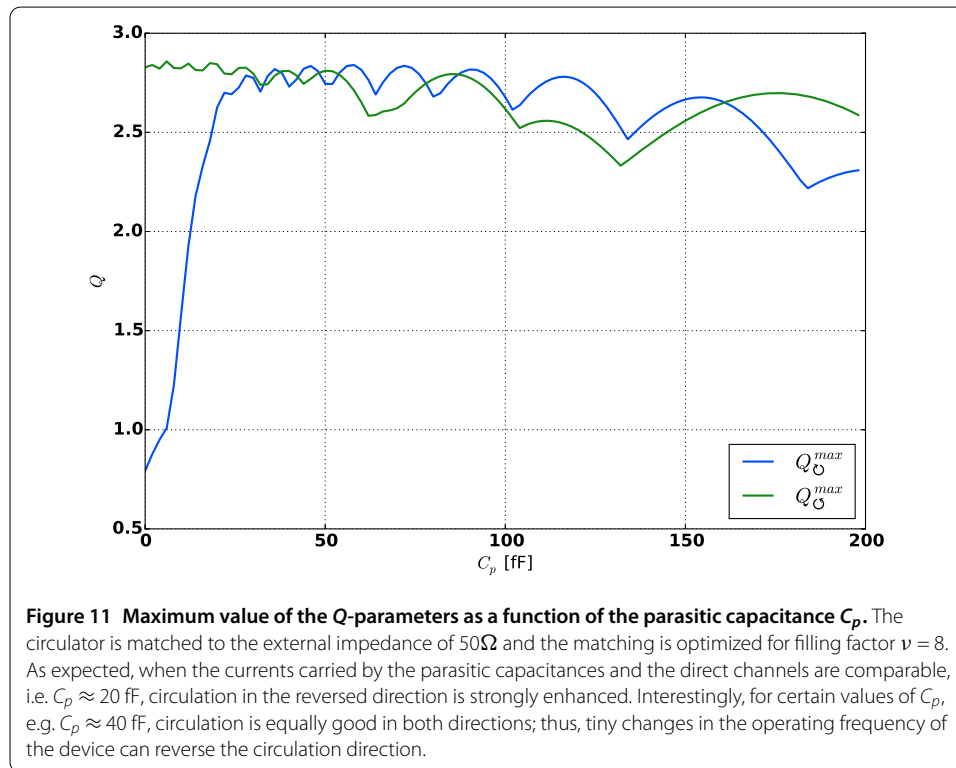 3.0
2.5
2.0
1.5
1.0
0.5
Q
0
50
100
150
200
C_p [fF]
Q_↻^max
Q_↺^max
Figure 11 Maximum value of the Q-parameters as a function of the parasitic capacitance C_p. The
circulator is matched to the external impedance of 50Ω and the matching is optimized for filling factor ν = 8.
As expected, when the currents carried by the parasitic capacitances and the direct channels are comparable,
i.e. C_p ≈ 20 fF, circulation in the reversed direction is strongly enhanced. Interestingly, for certain values of C_p,
e.g. C_p ≈ 40 fF, circulation is equally good in both directions; thus, tiny changes in the operating frequency of
the device can reverse the circulation direction.